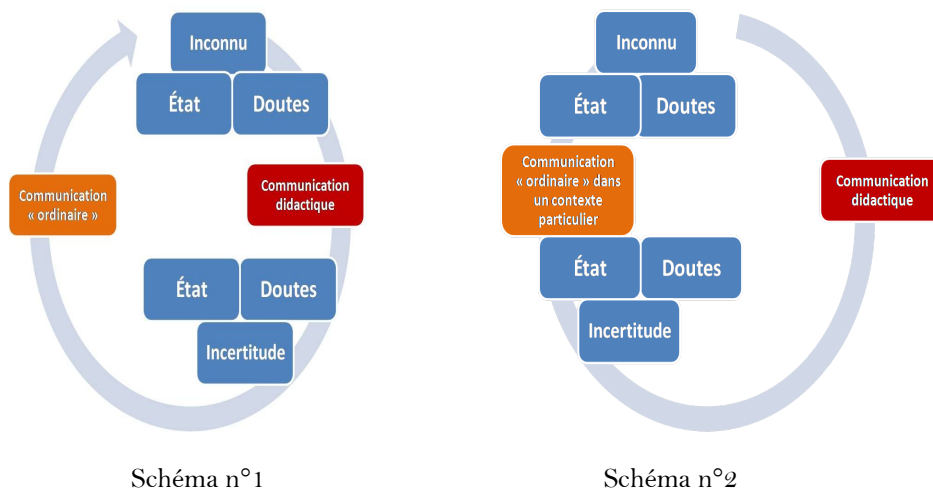 Inconnu
État
Doutes
Communication
« ordinaire »
Communication
didactique
État
Doutes
Incertitude
Schéma n°1
Inconnu
État
Doutes
Communication
« ordinaire » dans
un contexte
particulier
Communication
didactique
État
Doutes
Incertitude
Schéma n°2